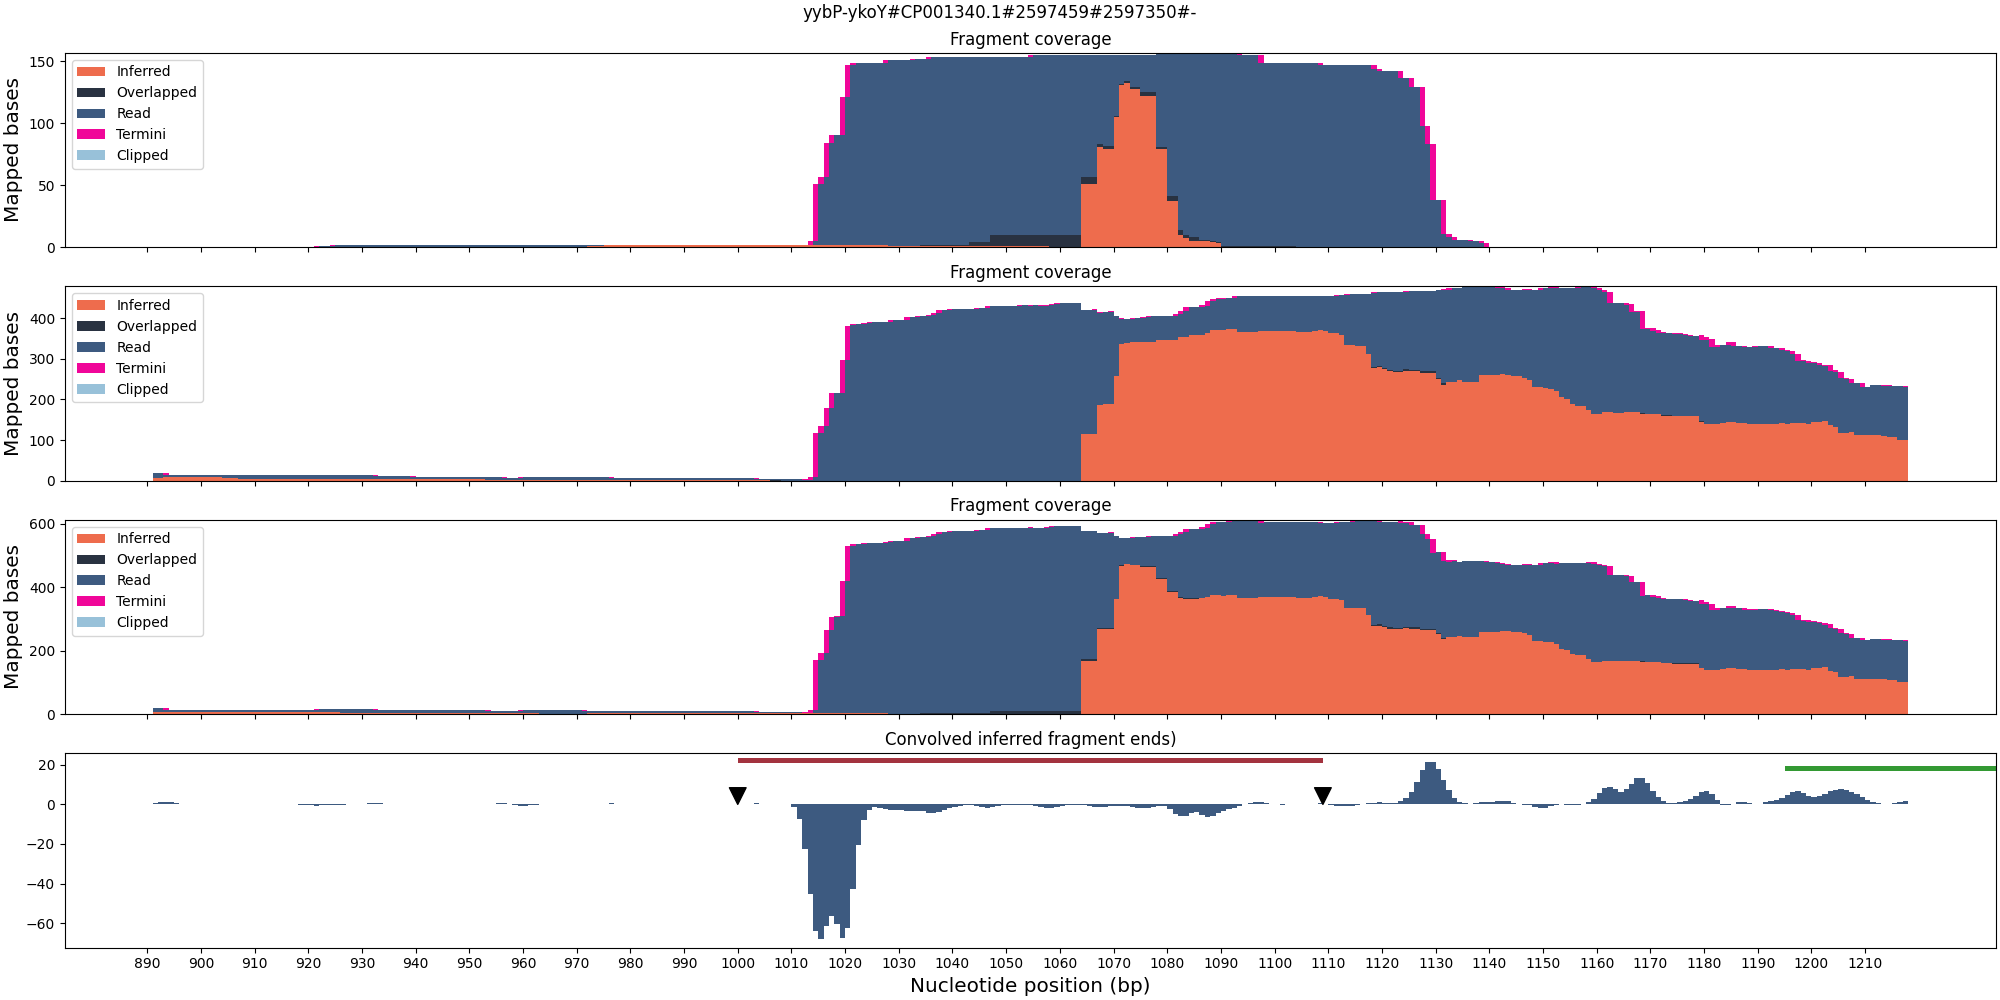 yybP-ykoY#CP001340.1#2597459#2597350#-
Fragment coverage
150
100
50
0
Mapped bases
Inferred
Overlapped
Read
Termini
Clipped
Fragment coverage
400
300
200
100
0
Mapped bases
Inferred
Overlapped
Read
Termini
Clipped
Fragment coverage
600
400
200
0
Mapped bases
Inferred
Overlapped
Read
Termini
Clipped
Convolved inferred fragment ends)
20
0
−20
−40
−60
890 900 910 920 930 940 950 960 970 980 990 1000 1010 1020 1030 1040 1050 1060 1070 1080 1090 1100 1110 1120 1130 1140 1150 1160 1170 1180 1190 1200 1210
Nucleotide position (bp)